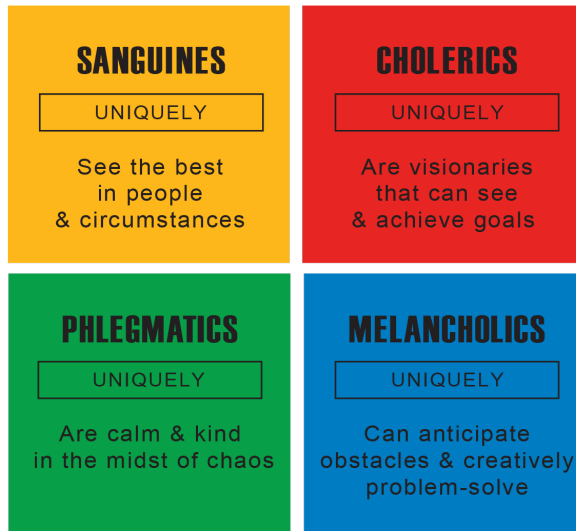 SANGUINES
UNIQUELY
See the best
in people
& circumstances
CHOLERICS
UNIQUELY
Are visionaries
that can see
& achieve goals
PHLEGMATICS
UNIQUELY
Are calm & kind
in the midst of chaos
MELANCHOLICS
UNIQUELY
Can anticipate
obstacles & creatively
problem-solve